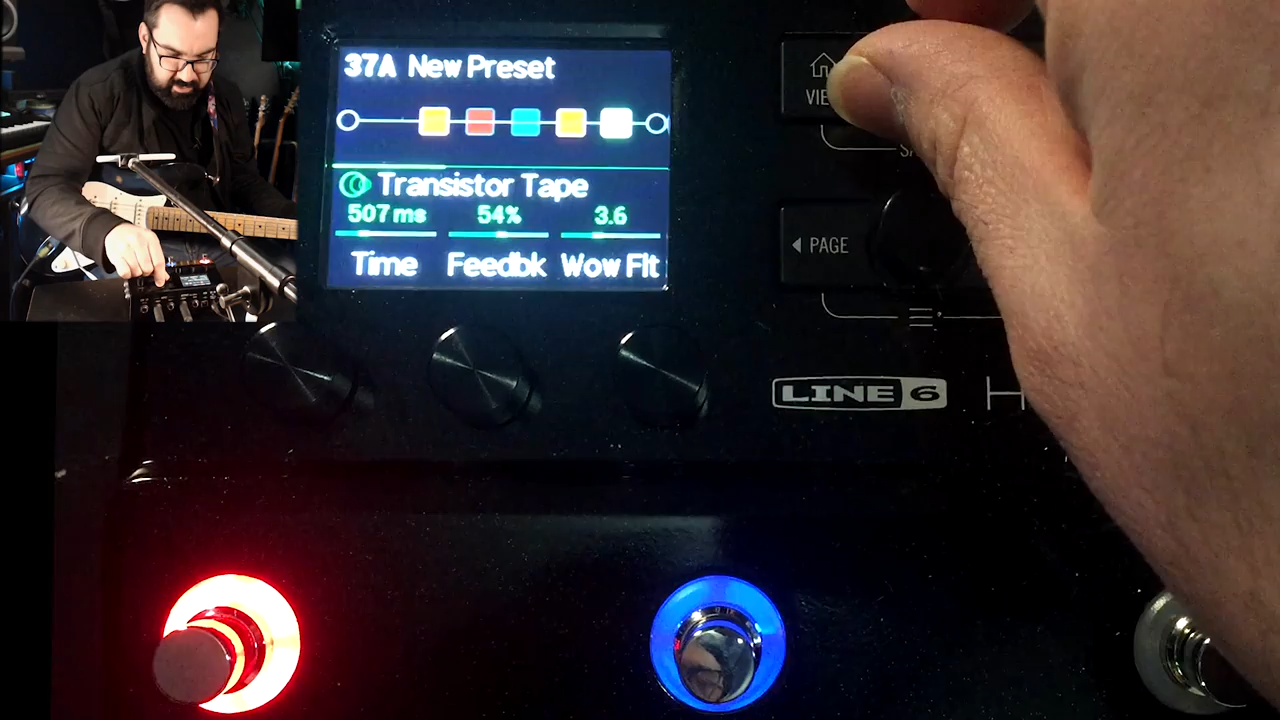 37A New Preset
Transistor Tape
507 ms 54% 3.6
Time Feedbk Wow Flt
PAGE
LINE 6